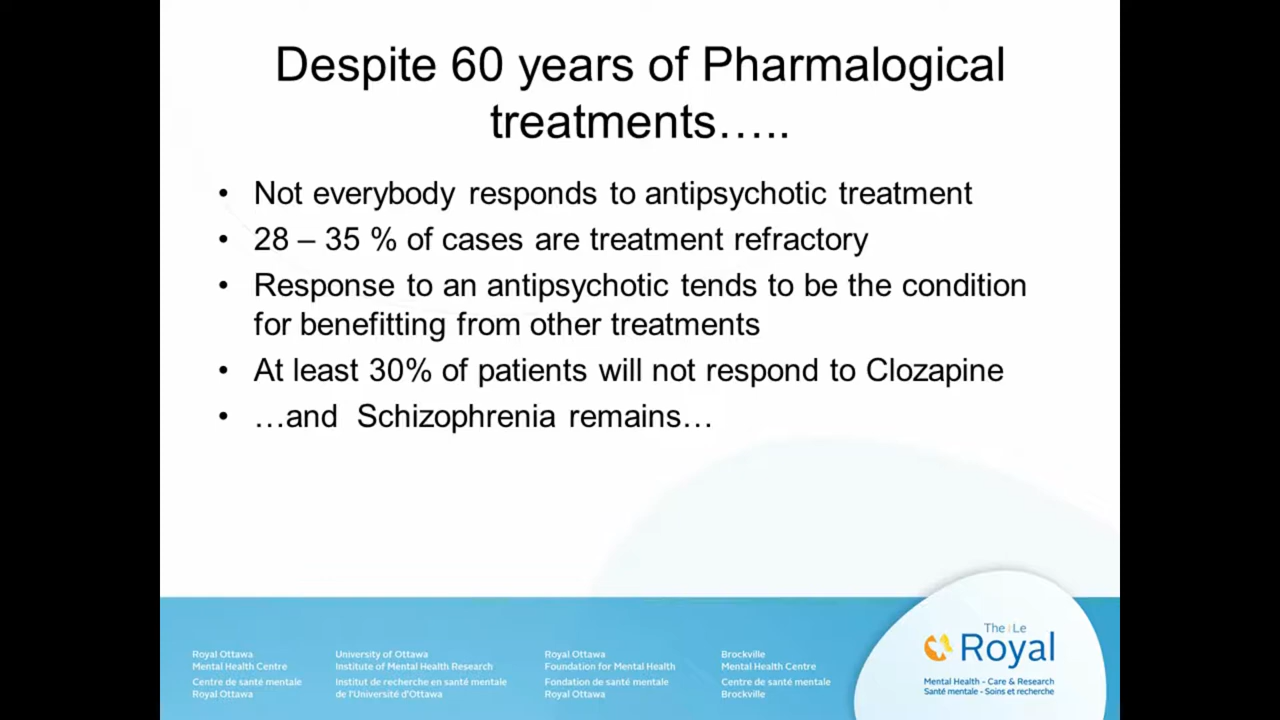 Despite 60 years of Pharmalogical
treatments…..
• Not everybody responds to antipsychotic treatment
• 28 – 35 % of cases are treatment refractory
• Response to an antipsychotic tends to be the condition
for benefitting from other treatments
• At least 30% of patients will not respond to Clozapine
• …and Schizophrenia remains…
Royal Ottawa
Mental Health Centre
Centre de santé mentale
Royal Ottawa
University of Ottawa
Institute of Mental Health Research
Institut de recherche en santé mentale
de l'Université d'Ottawa
Royal Ottawa
Foundation for Mental Health
Fondation de santé mentale
Royal Ottawa
Brockville
Mental Health Centre
Centre de santé mentale
Brockville
The | Le
Royal
Mental Health - Care & Research
Santé mentale - Soins et recherche